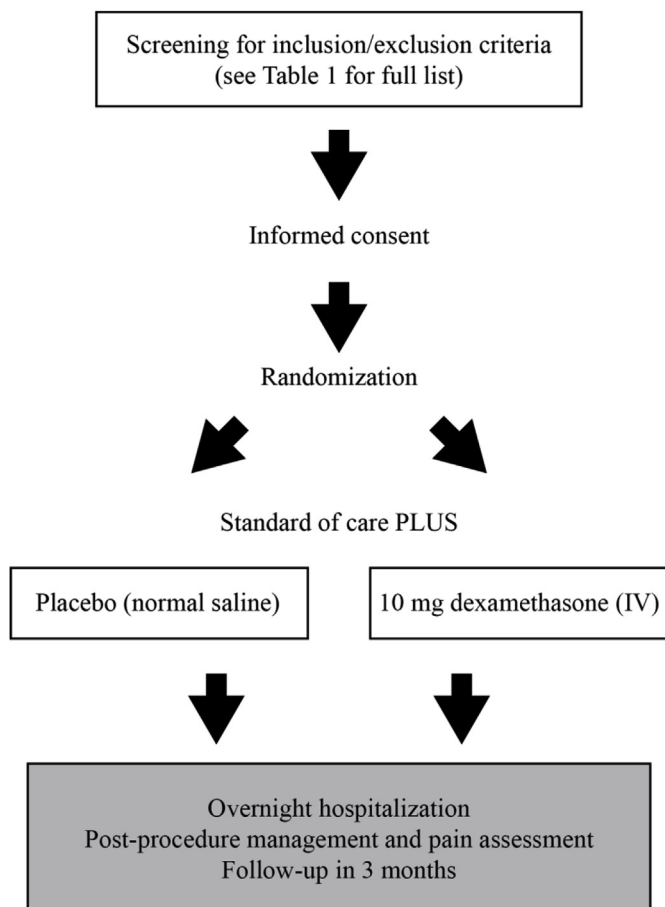 Screening for inclusion/exclusion criteria
(see Table 1 for full list)
Informed consent
Randomization
Standard of care PLUS
Placebo (normal saline)
10 mg dexamethasone (IV)
Overnight hospitalization
Post-procedure management and pain assessment
Follow-up in 3 months